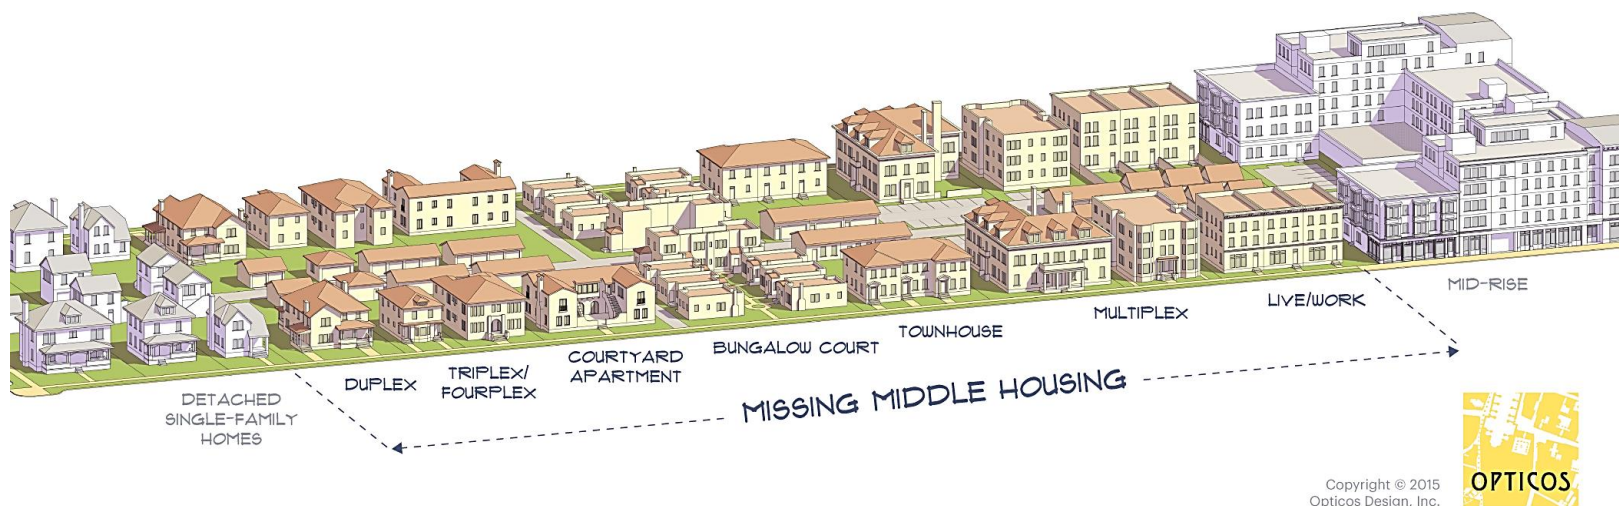 DETACHED
SINGLE-FAMILY
HOMES
DUPLEX
TRIPLEX/
FOURPLEX
COURTYARD
APARTMENT
BUNGALOW COURT
TOWNHOUSE
MULTIPLEX
LIVE/WORK
MID-RISE
MISSING MIDDLE HOUSING
Copyright © 2015
Opticos Design, Inc.
OPTICOS